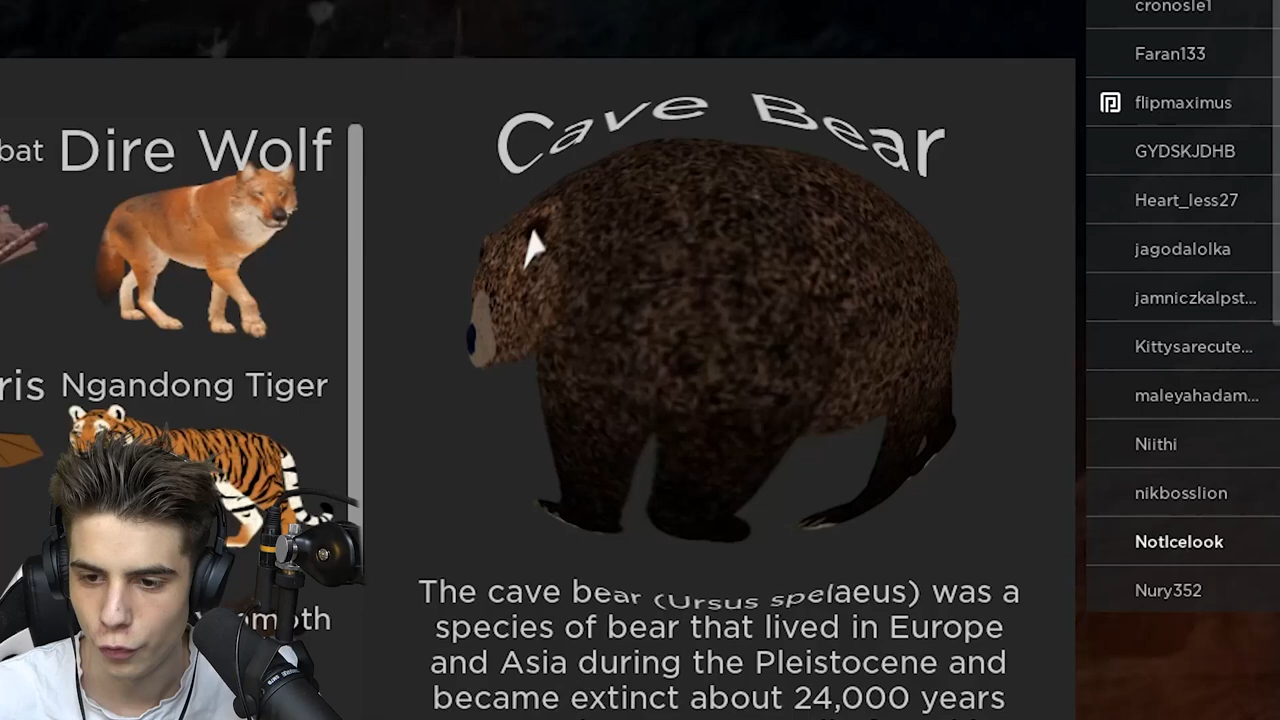 cronosle1
Faran133
flipmaximus
GYDSKJDHB
Heart_less27
jagodalolka
jamniczkalpst...
Kittysarecute...
maleyahadam...
Niithi
nikbosslion
NotIcelook
Nury352
bat Dire Wolf
ris Ngandong Tiger
moth
Cave Bear
The cave bear (Ursus spelaeus) was a
species of bear that lived in Europe
and Asia during the Pleistocene and
became extinct about 24,000 years